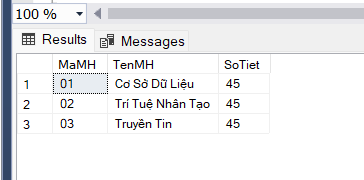 100 %
Results Messages
MaMH TenMH SoTiet
1 01 Cơ Sở Dữ Liệu 45
2 02 Trí Tuệ Nhân Tạo 45
3 03 Truyền Tin 45